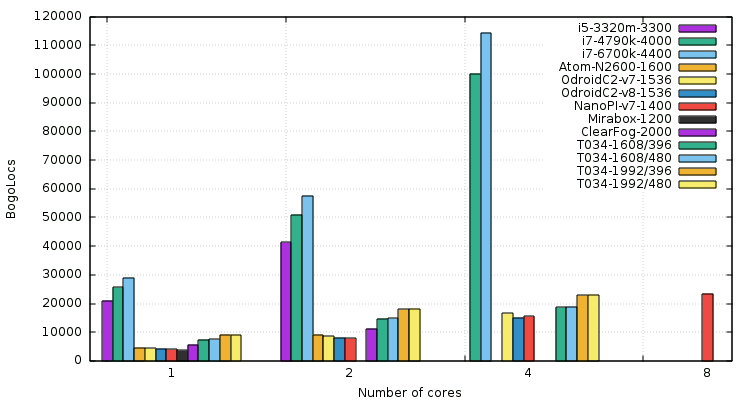 120000
110000
100000
90000
80000
70000
60000
50000
40000
30000
20000
10000
0
BogoLocs
i5-3320m-3300
i7-4790k-4000
i7-6700k-4400
Atom-N2600-1600
OdroidC2-v7-1536
OdroidC2-v8-1536
NanoPI-v7-1400
Mirabox-1200
ClearFog-2000
T034-1608/396
T034-1608/480
T034-1992/396
T034-1992/480
1 2 4 8
Number of cores